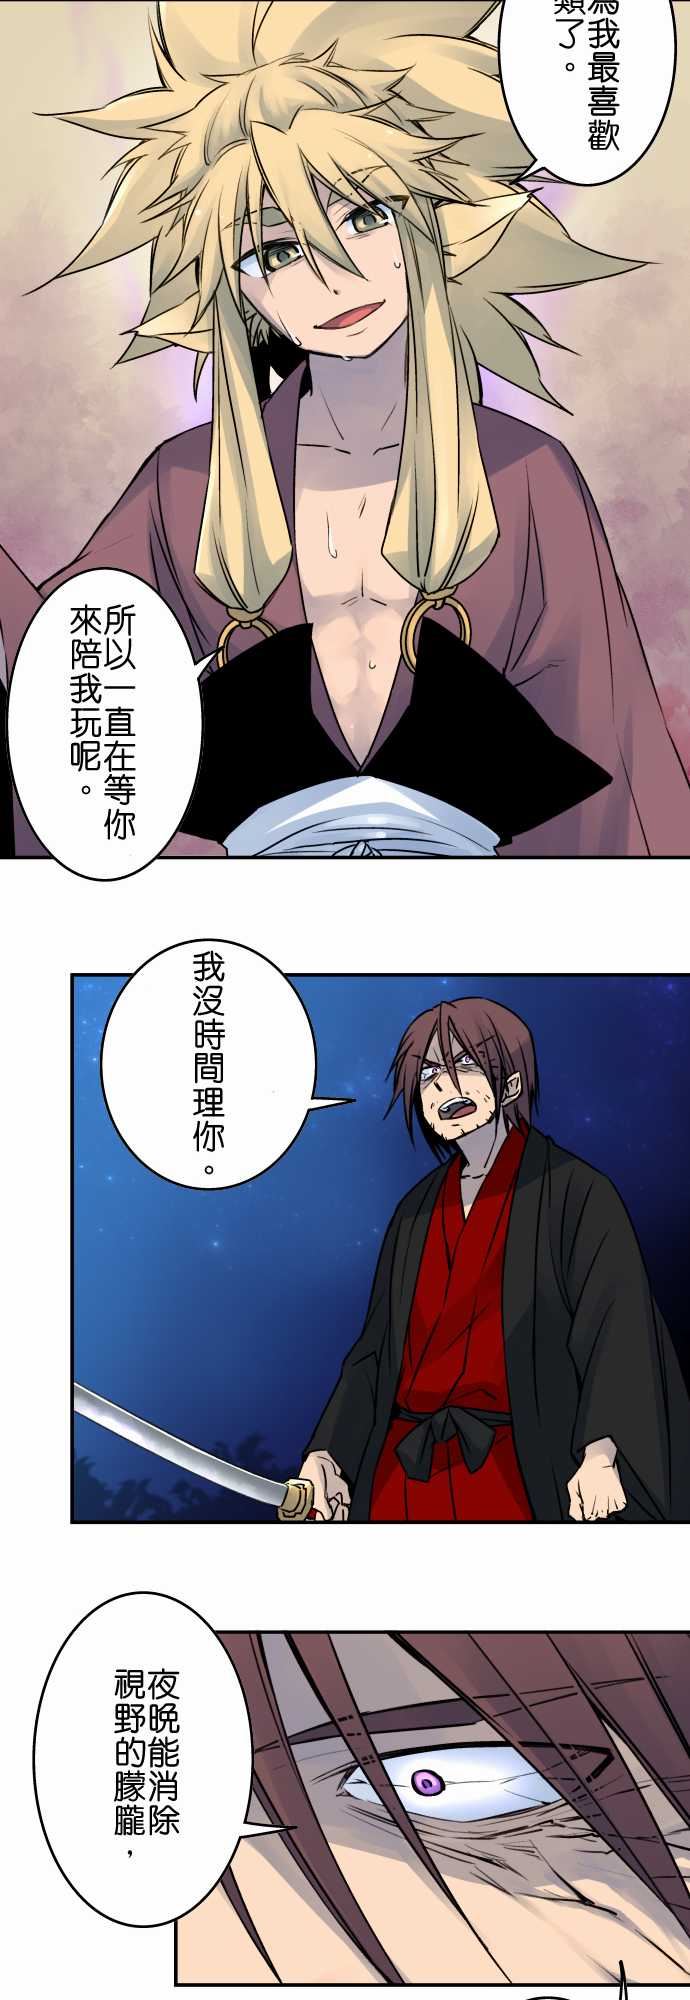 為我最喜歡
類了。
所以一直在等你
來陪我玩呢。
我沒時間理你。
夜晚能消除
視野的朦朧，